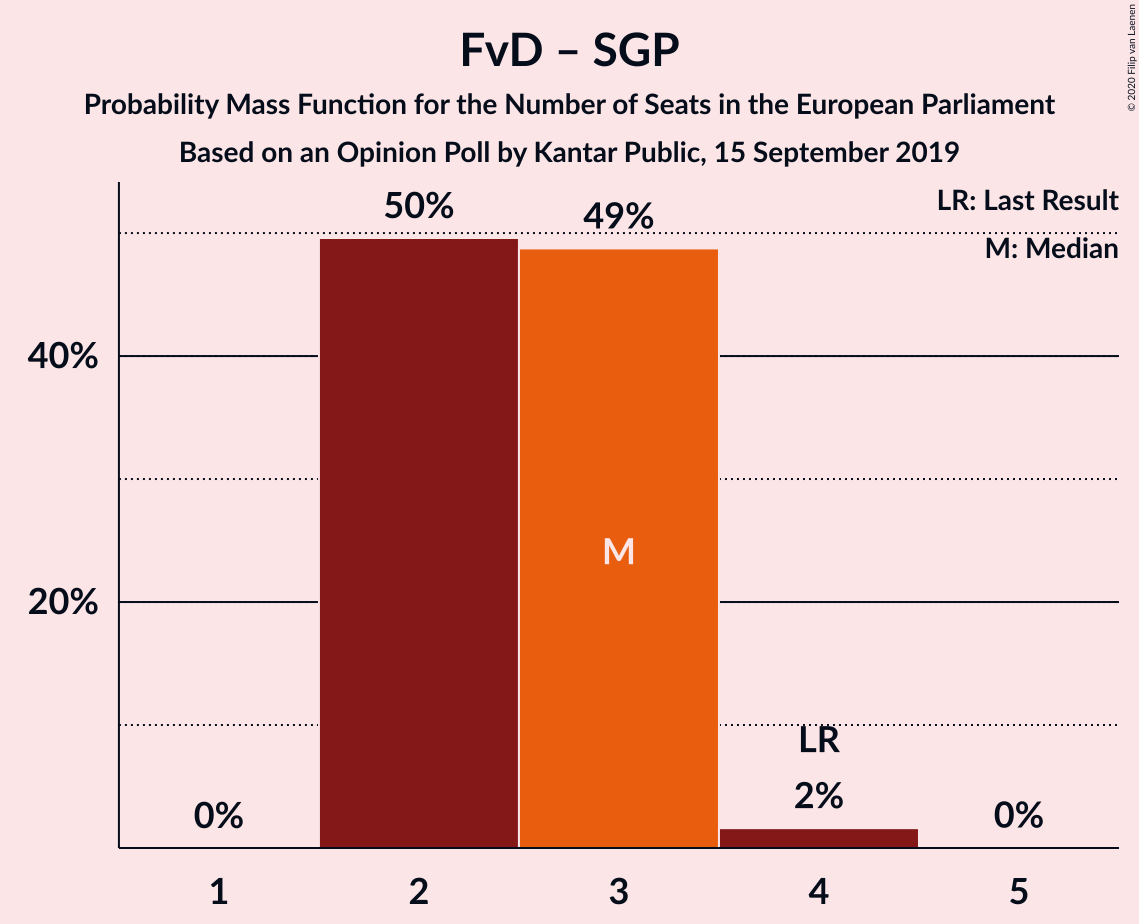 FvD – SGP
Probability Mass Function for the Number of Seats in the European Parliament
Based on an Opinion Poll by Kantar Public, 15 September 2019
© 2020 Filip van Laenen
LR: Last Result
M: Median
50%
49%
40%
M
20%
LR
0%
2%
0%
1 2 3 4 5